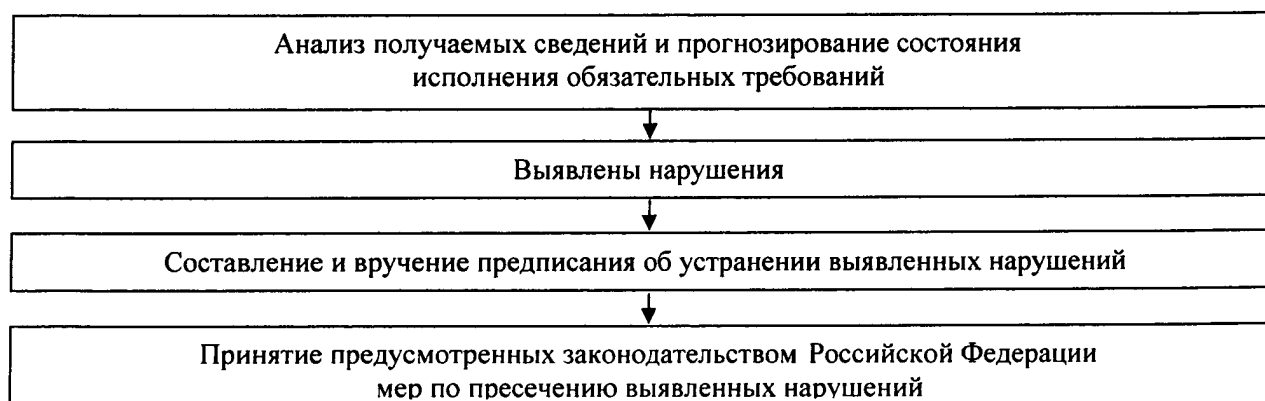 Анализ получаемых сведений и прогнозирование состояния
исполнения обязательных требований
Выявлены нарушения
Составление и вручение предписания об устранении выявленных нарушений
Принятие предусмотренных законодательством Российской Федерации
мер по пресечению выявленных нарушений